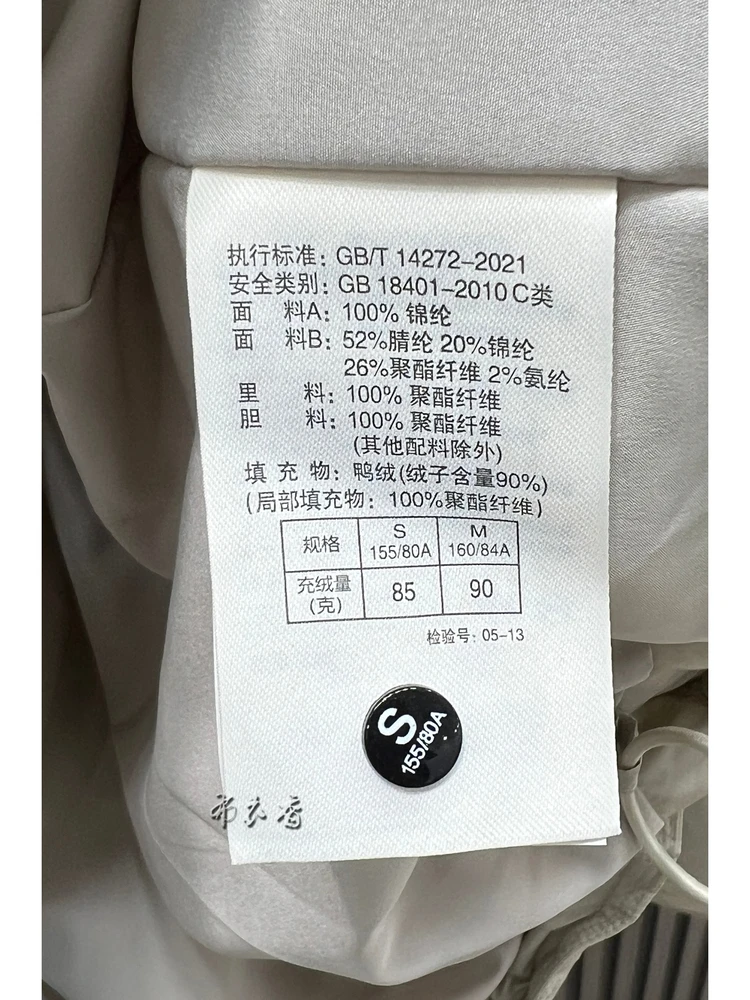 执行标准：GB/T 14272-2021
安全类别：GB 18401-2010 C类
面 料A：100% 锦纶
面 料B：52%腈纶 20%锦纶
26%聚酯纤维 2%氨纶
里 料：100% 聚酯纤维
胆 料：100% 聚酯纤维
(其他配料除外)
填 充 物：鸭绒(绒子含量90%)
(局部填充物：100%聚酯纤维)
规格 S 155/80A M 160/84A
充绒量(克) 85 90
检验号：05-13
S
155/80A
布衣香